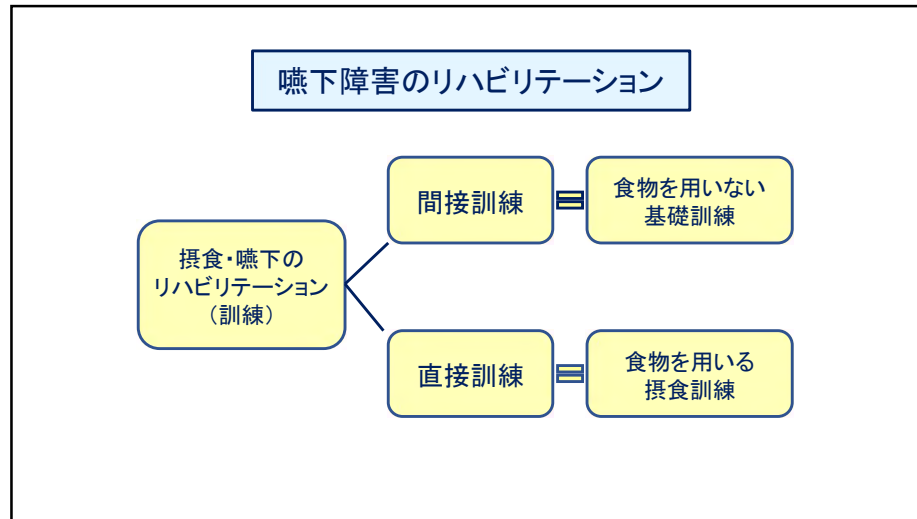 嚥下障害のリハビリテーション
間接訓練
食物を用いない
基礎訓練
摂食・嚥下の
リハビリテーション
（訓練）
直接訓練
食物を用いる
摂食訓練